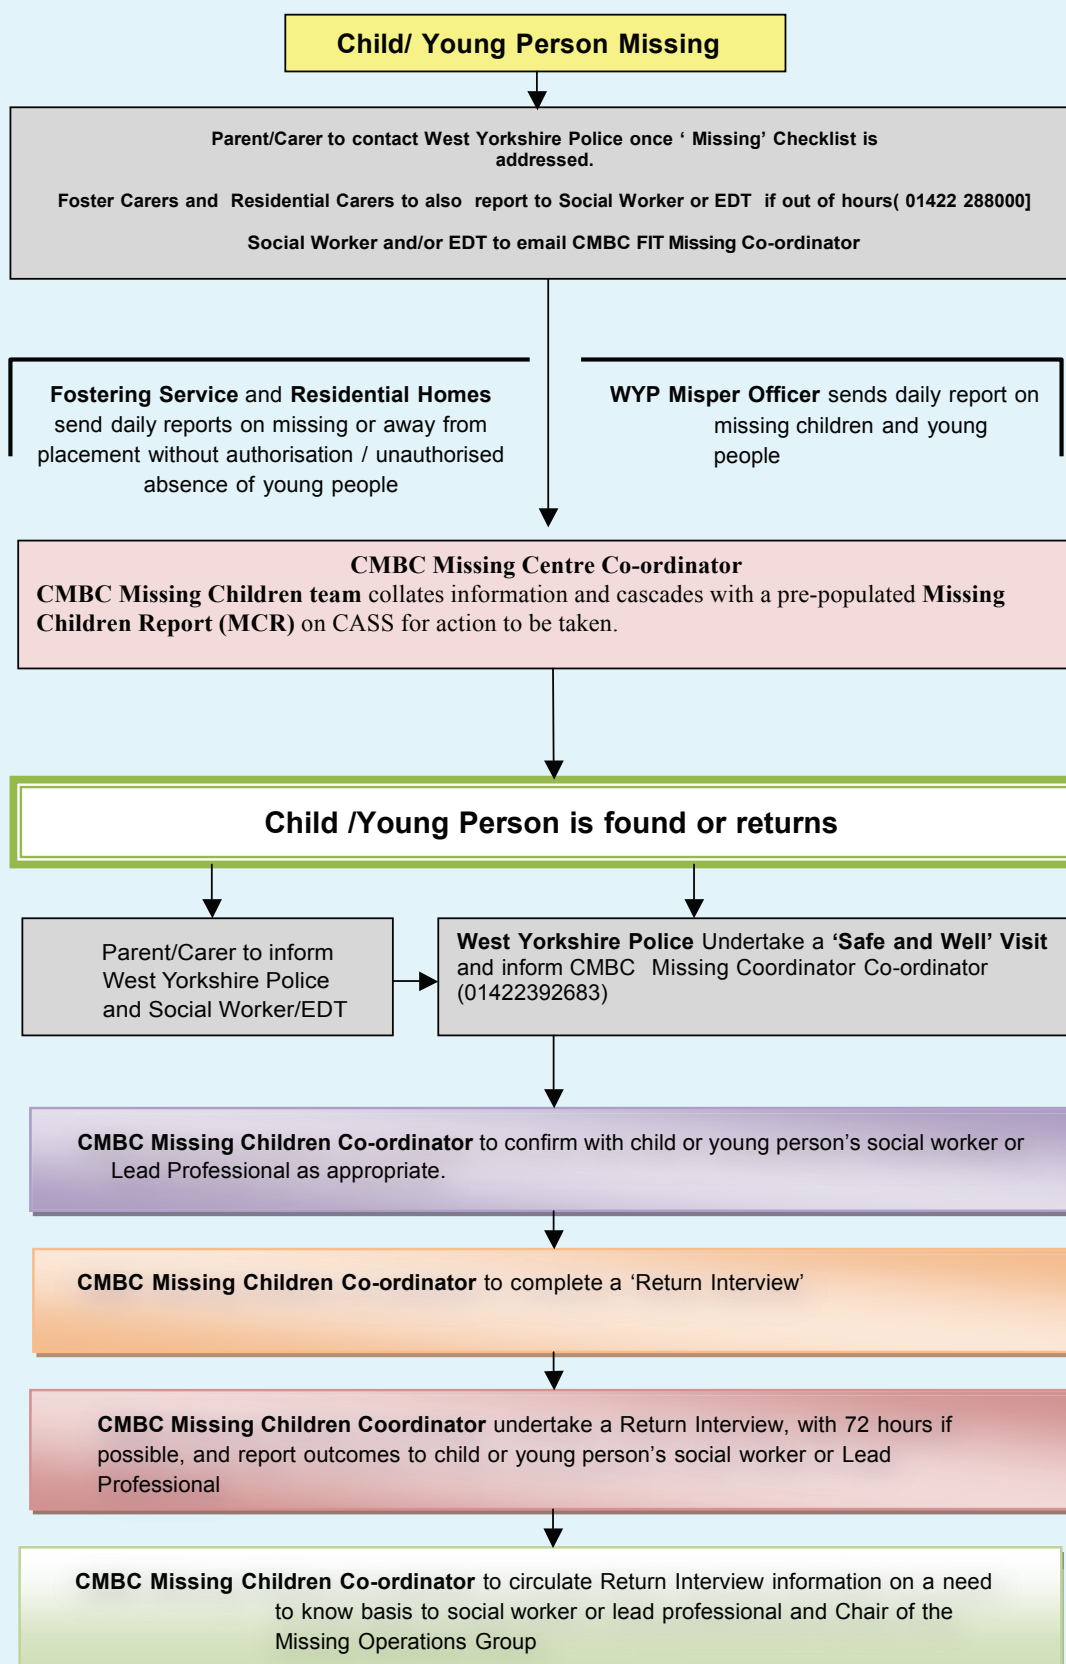 Child/ Young Person Missing
Parent/Carer to contact West Yorkshire Police once ‘ Missing’ Checklist is
addressed.
Foster Carers and Residential Carers to also report to Social Worker or EDT if out of hours( 01422 288000]
Social Worker and/or EDT to email CMBC FIT Missing Co-ordinator
Fostering Service and Residential Homes
send daily reports on missing or away from
placement without authorisation / unauthorised
absence of young people
WYP Misper Officer sends daily report on
missing children and young
people
CMBC Missing Centre Co-ordinator
CMBC Missing Children team collates information and cascades with a pre-populated Missing
Children Report (MCR) on CASS for action to be taken.
Child /Young Person is found or returns
Parent/Carer to inform
West Yorkshire Police
and Social Worker/EDT
West Yorkshire Police Undertake a ‘Safe and Well’ Visit
and inform CMBC Missing Coordinator Co-ordinator
(01422392683)
CMBC Missing Children Co-ordinator to confirm with child or young person’s social worker or
Lead Professional as appropriate.
CMBC Missing Children Co-ordinator to complete a ‘Return Interview’
CMBC Missing Children Coordinator undertake a Return Interview, with 72 hours if
possible, and report outcomes to child or young person’s social worker or Lead
Professional
CMBC Missing Children Co-ordinator to circulate Return Interview information on a need
to know basis to social worker or lead professional and Chair of the
Missing Operations Group